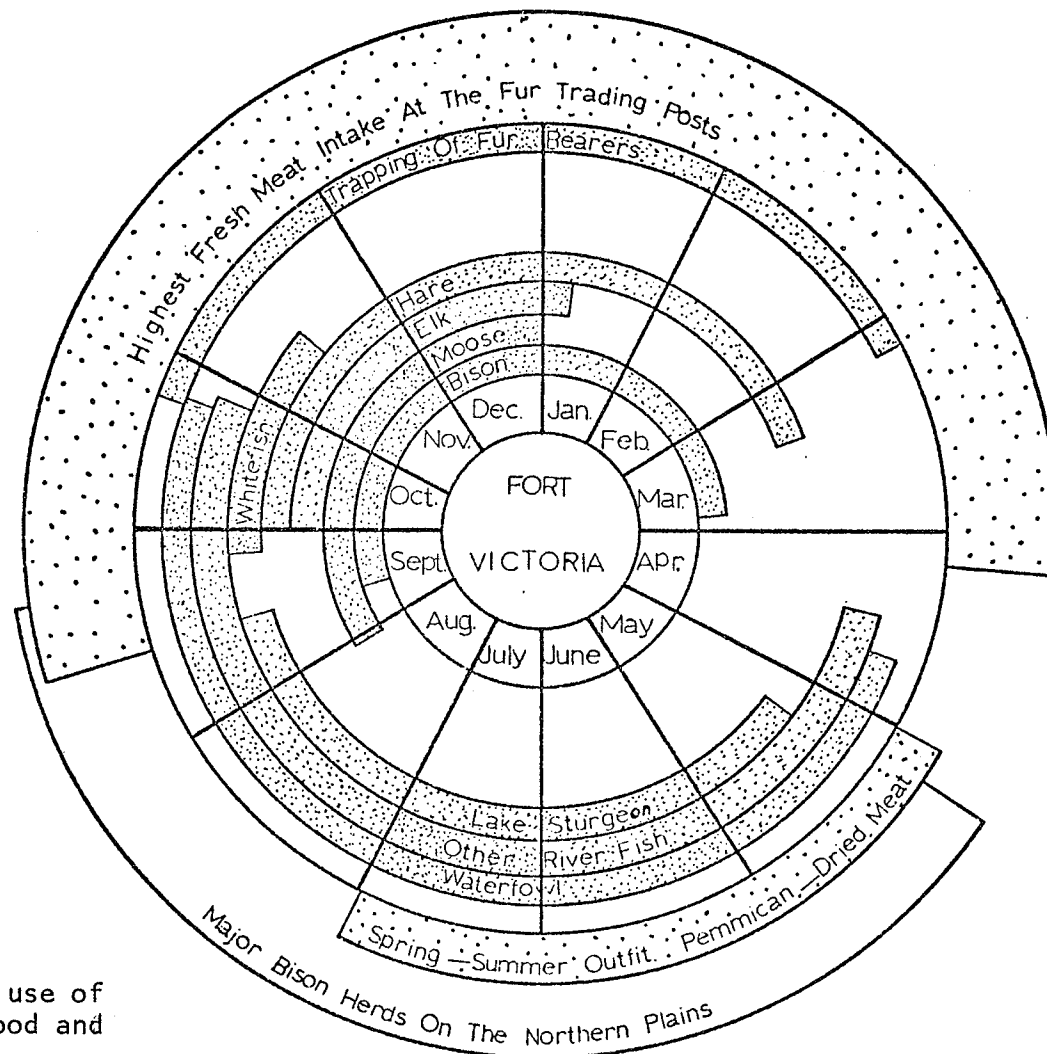 Highest Fresh Meat Intake At The Fur Trading Posts
Trapping Of Fur Bearers
Hare
Elk
Moose
Bison
Dec. Jan.
Nov. Feb.
Oct. FORT Mar.
Sept. VICTORIA Apr.
Aug. May
July June
Lake Sturgeon
Other River Fish
Waterfowl
Spring—Summer Outfit. Pemmican—Dried Meat
Major Bison Herds On The Northern Plains
use of
ood and